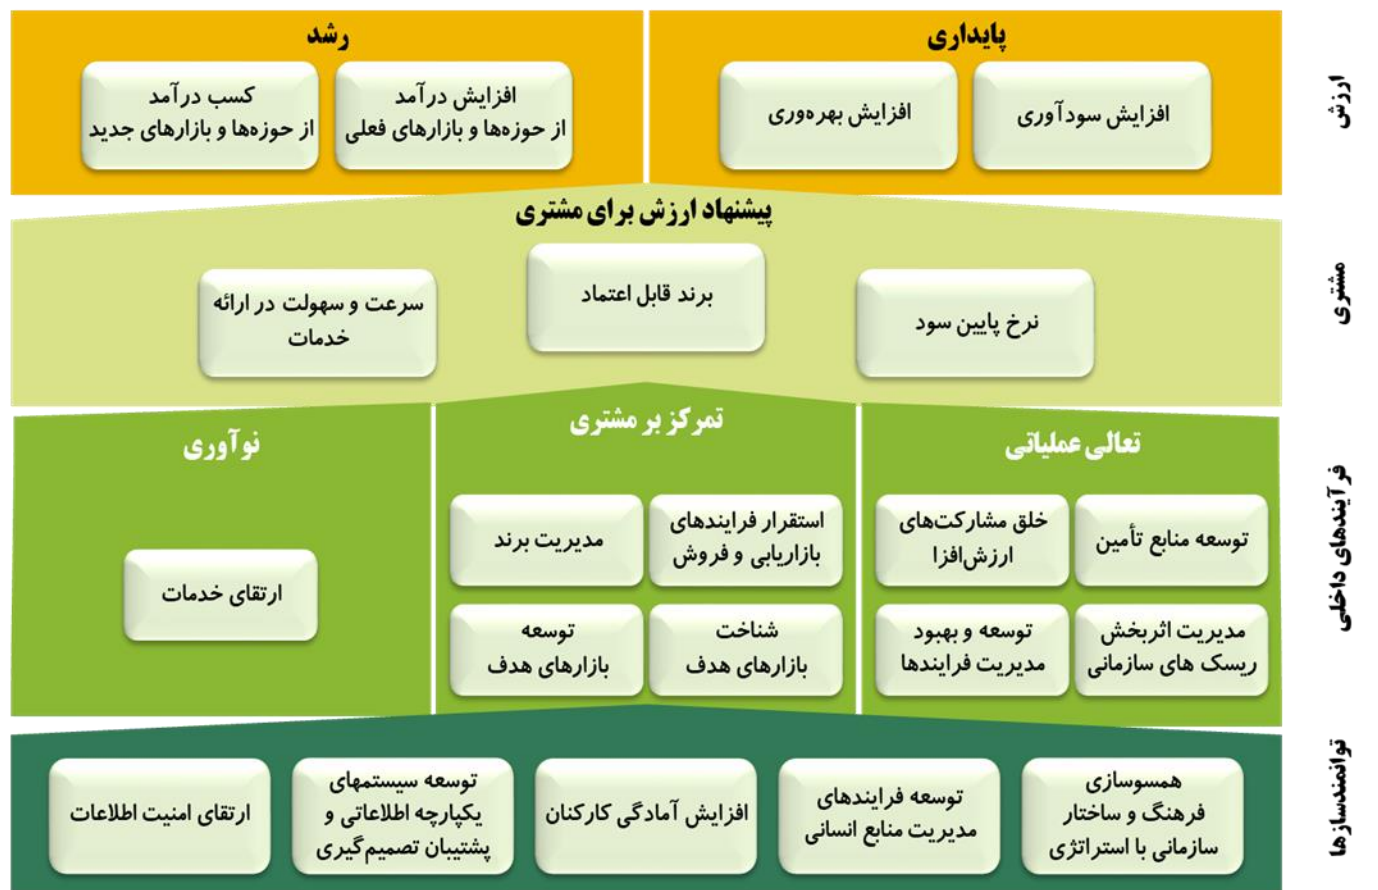 ارزش
پایداری
افزایش سودآوری
افزایش بهره‌وری
رشد
افزایش درآمد
از حوزه‌ها و بازارهای فعلی
کسب درآمد
از حوزه‌ها و بازارهای جدید
مشتری
پیشنهاد ارزش برای مشتری
نرخ پایین سود
برند قابل اعتماد
سرعت و سهولت در ارائه
خدمات
فرآیندهای داخلی
تعالی عملیاتی
توسعه منابع تأمین
خلق مشارکت‌های
ارزش‌افزا
مدیریت اثربخش
ریسک های سازمانی
توسعه و بهبود
مدیریت فرایندها
تمرکز بر مشتری
استقرار فرایندهای
بازاریابی و فروش
مدیریت برند
شناخت
بازارهای هدف
توسعه
بازارهای هدف
نوآوری
ارتقای خدمات
توانمندسازها
همسوسازی
فرهنگ و ساختار
سازمانی با استراتژی
توسعه فرایندهای
مدیریت منابع انسانی
افزایش آمادگی کارکنان
توسعه سیستمهای
یکپارچه اطلاعاتی و
پشتیبان تصمیم‌گیری
ارتقای امنیت اطلاعات